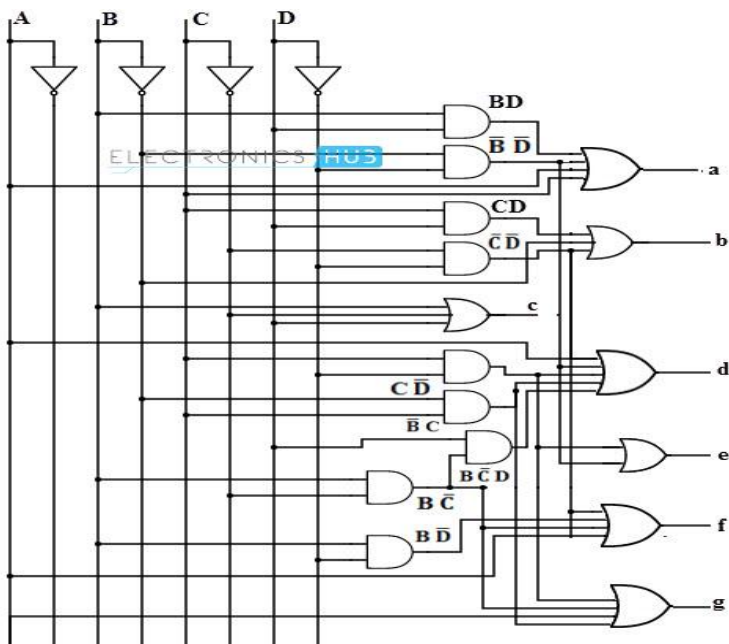 A B C D
BD
B̅ D̅
ELECTRONICS HUB
a
CD
b
C̅ D̅
c
d
C D̅
B̅ C
e
B C̅ D
B C̅
f
B D̅
g